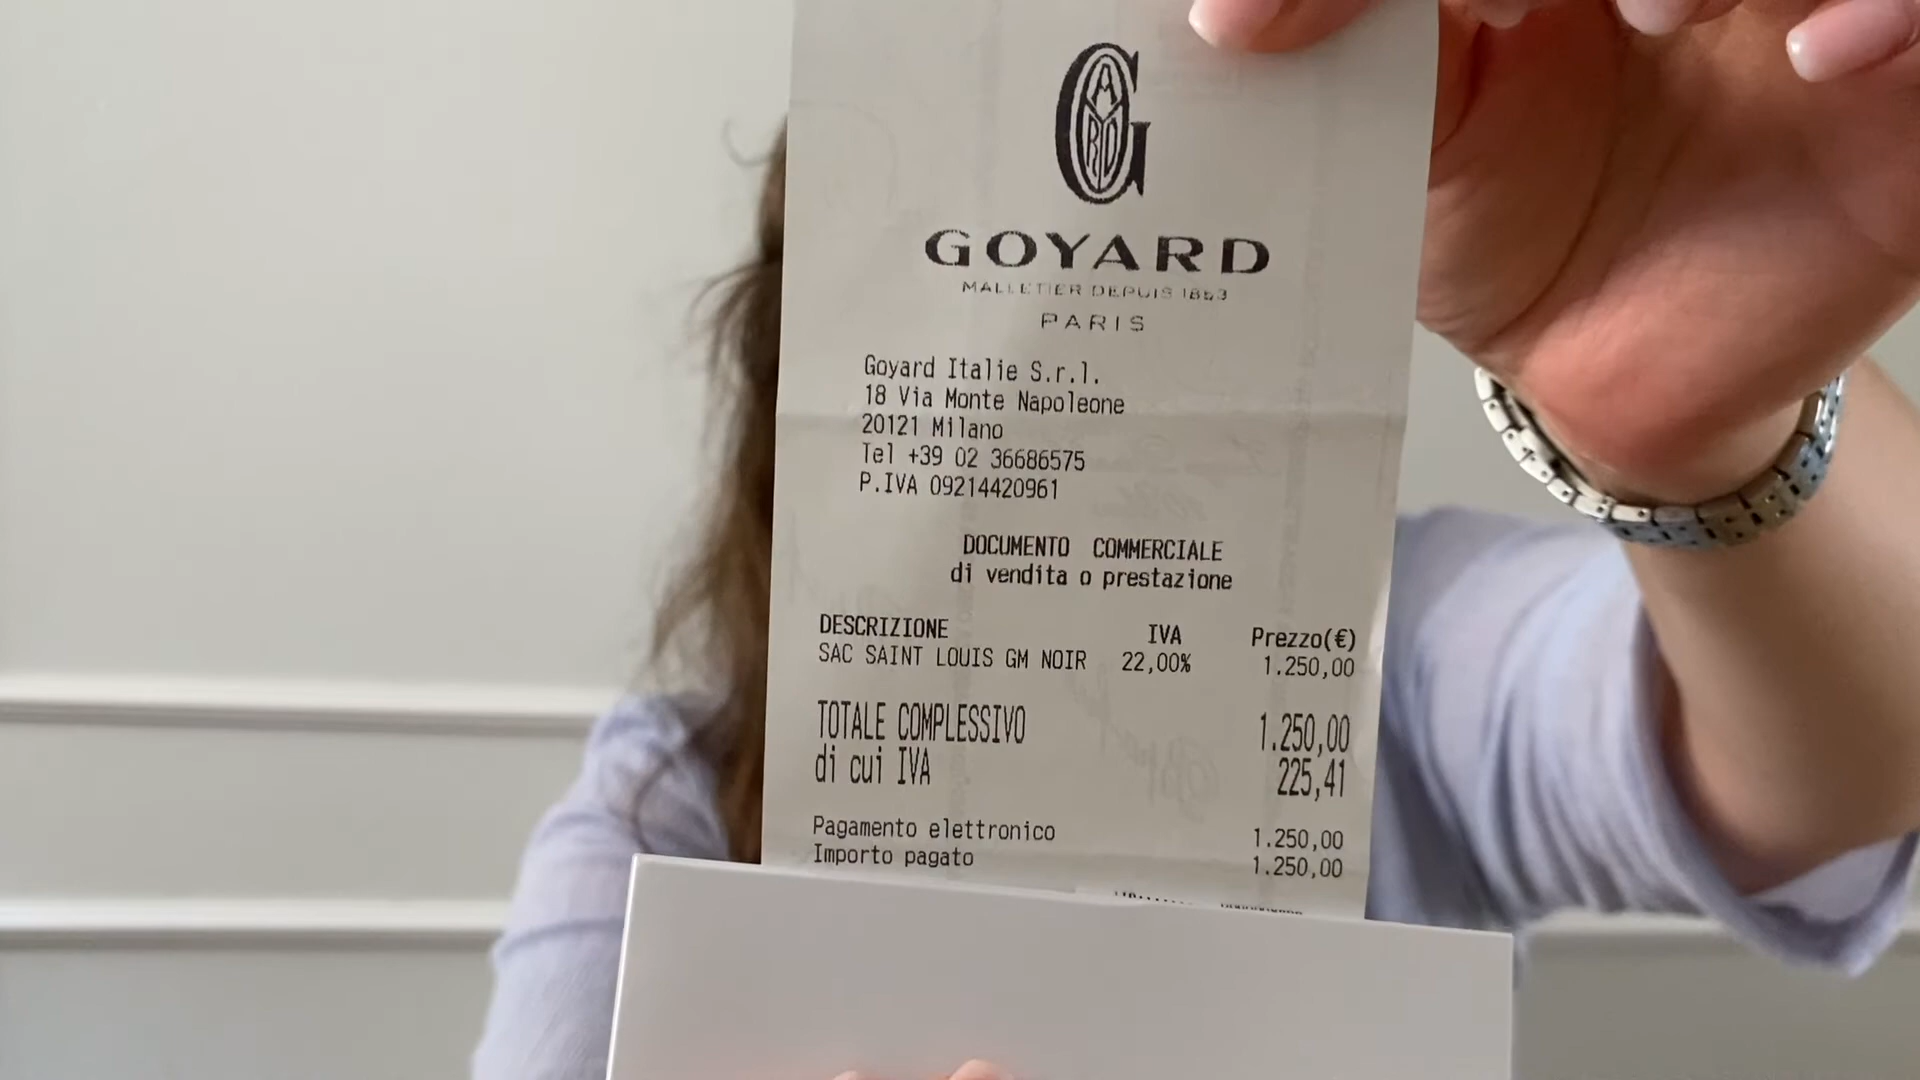 GOYARD
MALLETIER DEPUIS 1853
PARIS
Goyard Italie S.r.l.
18 Via Monte Napoleone
20121 Milano
Tel +39 02 36686575
P.IVA 09214420961
DOCUMENTO COMMERCIALE
di vendita o prestazione
DESCRIZIONE IVA Prezzo(€)
SAC SAINT LOUIS GM NOIR 22,00% 1.250,00
TOTALE COMPLESSIVO 1.250,00
di cui IVA 225,41
Pagamento elettronico 1.250,00
Importo pagato 1.250,00